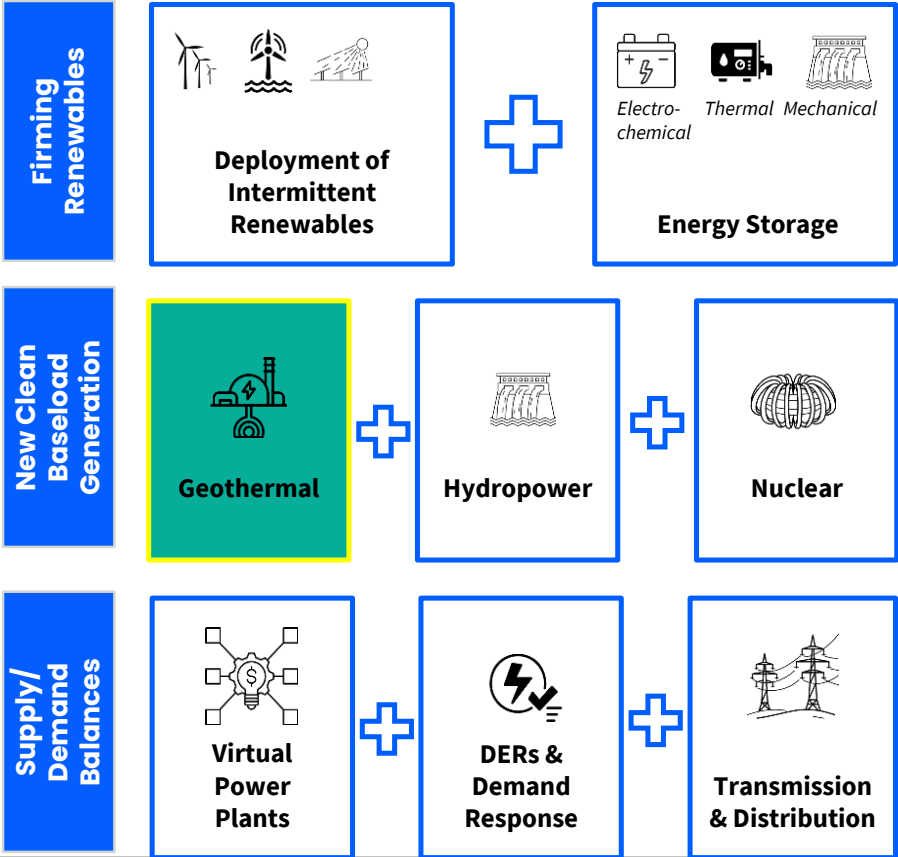 Firming
Renewables
Electro-
chemical
Thermal
Mechanical
Deployment of
Intermittent
Renewables
Energy Storage
New Clean
Baseload
Generation
Geothermal
Hydropower
Nuclear
Supply/
Demand
Balances
$
Virtual
Power
Plants
DERs &
Demand
Response
Transmission
& Distribution